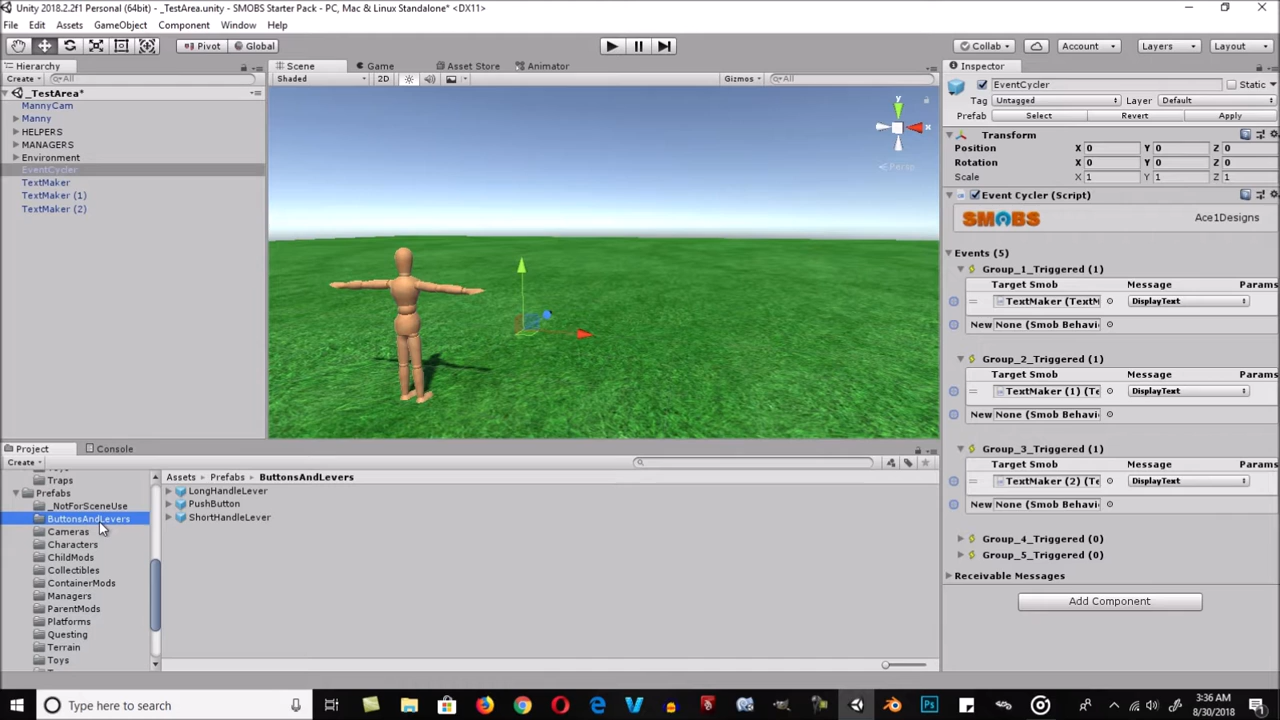 Unity 2018.2.2f1 Personal (64bit) - _TestArea.unity - SMOBS Starter Pack - PC, Mac & Linux Standalone* <DX11>
File Edit Assets GameObject Component Window Help
Pivot Global Collab Account Layers Layout
Hierarchy
Create All
_TestArea*
MannyCam
Manny
HELPERS
MANAGERS
Environment
EventCycler
TextMaker
TextMaker (1)
TextMaker (2)
Scene Game Asset Store Animator
Shaded 2D Gizmos All
y
x
Persp
Inspector
EventCycler Static
Tag Untagged Layer Default
Prefab Select Revert Apply
Transform
Position X 0 Y 0 Z 0
Rotation X 0 Y 0 Z 0
Scale X 1 Y 1 Z 1
Event Cycler (Script)
SMOBS Ace1Designs
Events (5)
Group_1_Triggered (1)
Target Smob Message Params
TextMaker (TextM DisplayText
New None (Smob Behavi
Group_2_Triggered (1)
Target Smob Message Params
TextMaker (1) (Te DisplayText
New None (Smob Behavi
Group_3_Triggered (1)
Target Smob Message Params
TextMaker (2) (Te DisplayText
New None (Smob Behavi
Group_4_Triggered (0)
Group_5_Triggered (0)
Receivable Messages
Add Component
Project Console
Create
Traps
Prefabs
_NotForSceneUse
ButtonsAndLevers
Cameras
Characters
ChildMods
Collectibles
ContainerMods
Managers
ParentMods
Platforms
Questing
Terrain
Toys
Assets Prefabs ButtonsAndLevers
LongHandleLever
PushButton
ShortHandleLever
Type here to search
3:36 AM
8/30/2018